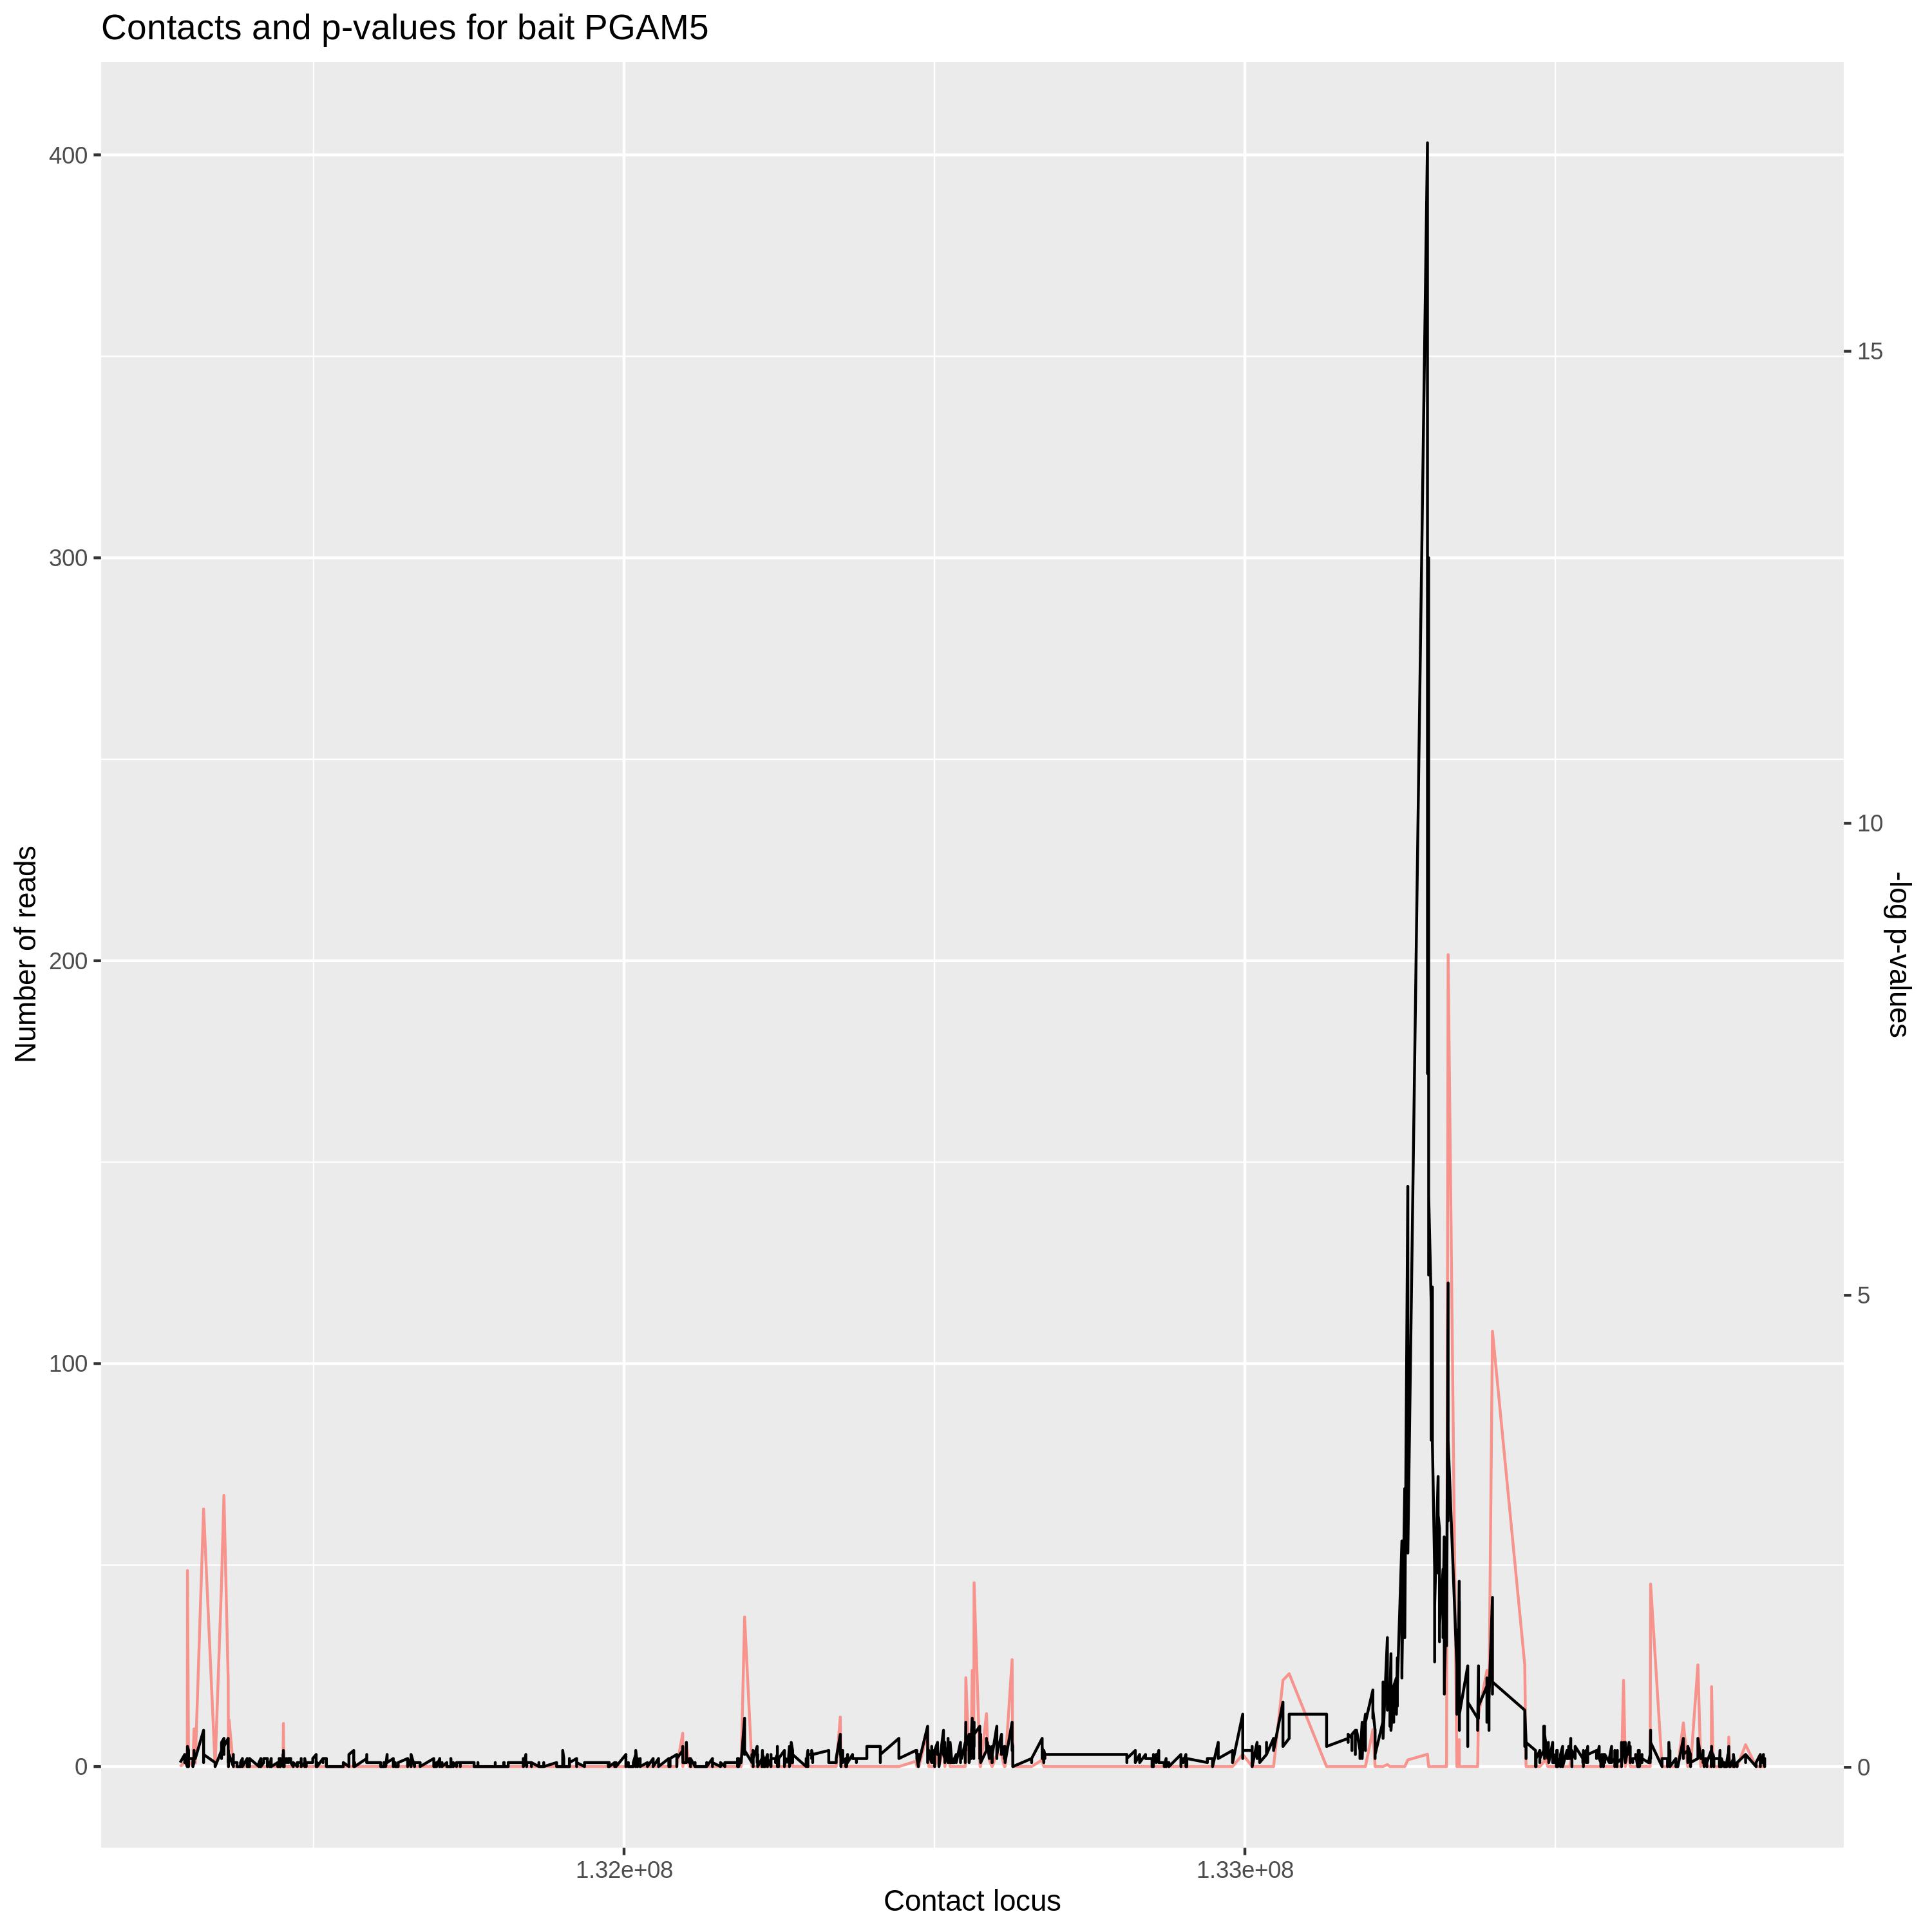 Contacts and p-values for bait PGAM5
400
300
200
100
0
Number of reads
15
10
5
0
-log p-values
1.32e+08
1.33e+08
Contact locus